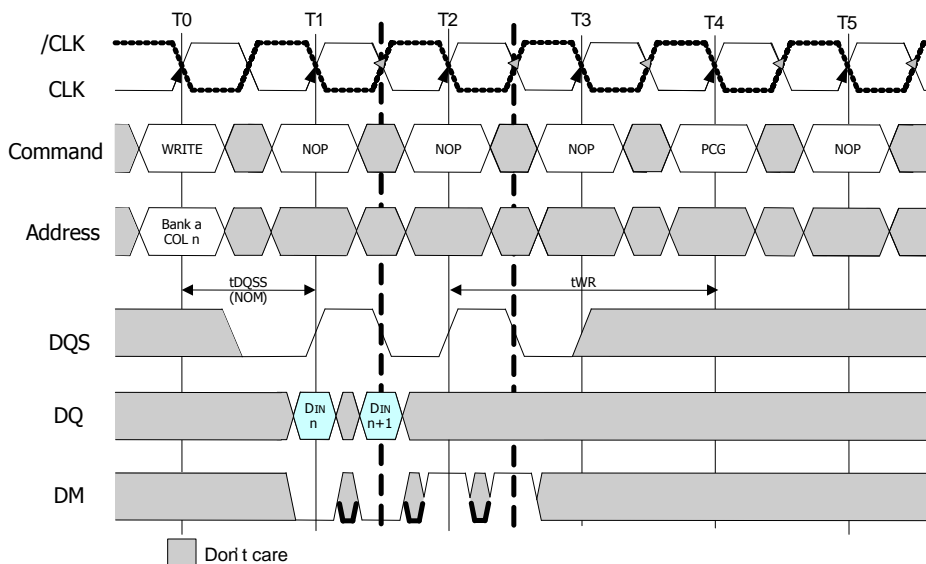 T0 T1 T2 T3 T4 T5
/CLK
CLK
Command WRITE NOP NOP NOP PCG NOP
Address Bank a
COL n
tDQSS
(NOM)
tWR
DQS
DQ DIN
n
DIN
n+1
DM
Don't care